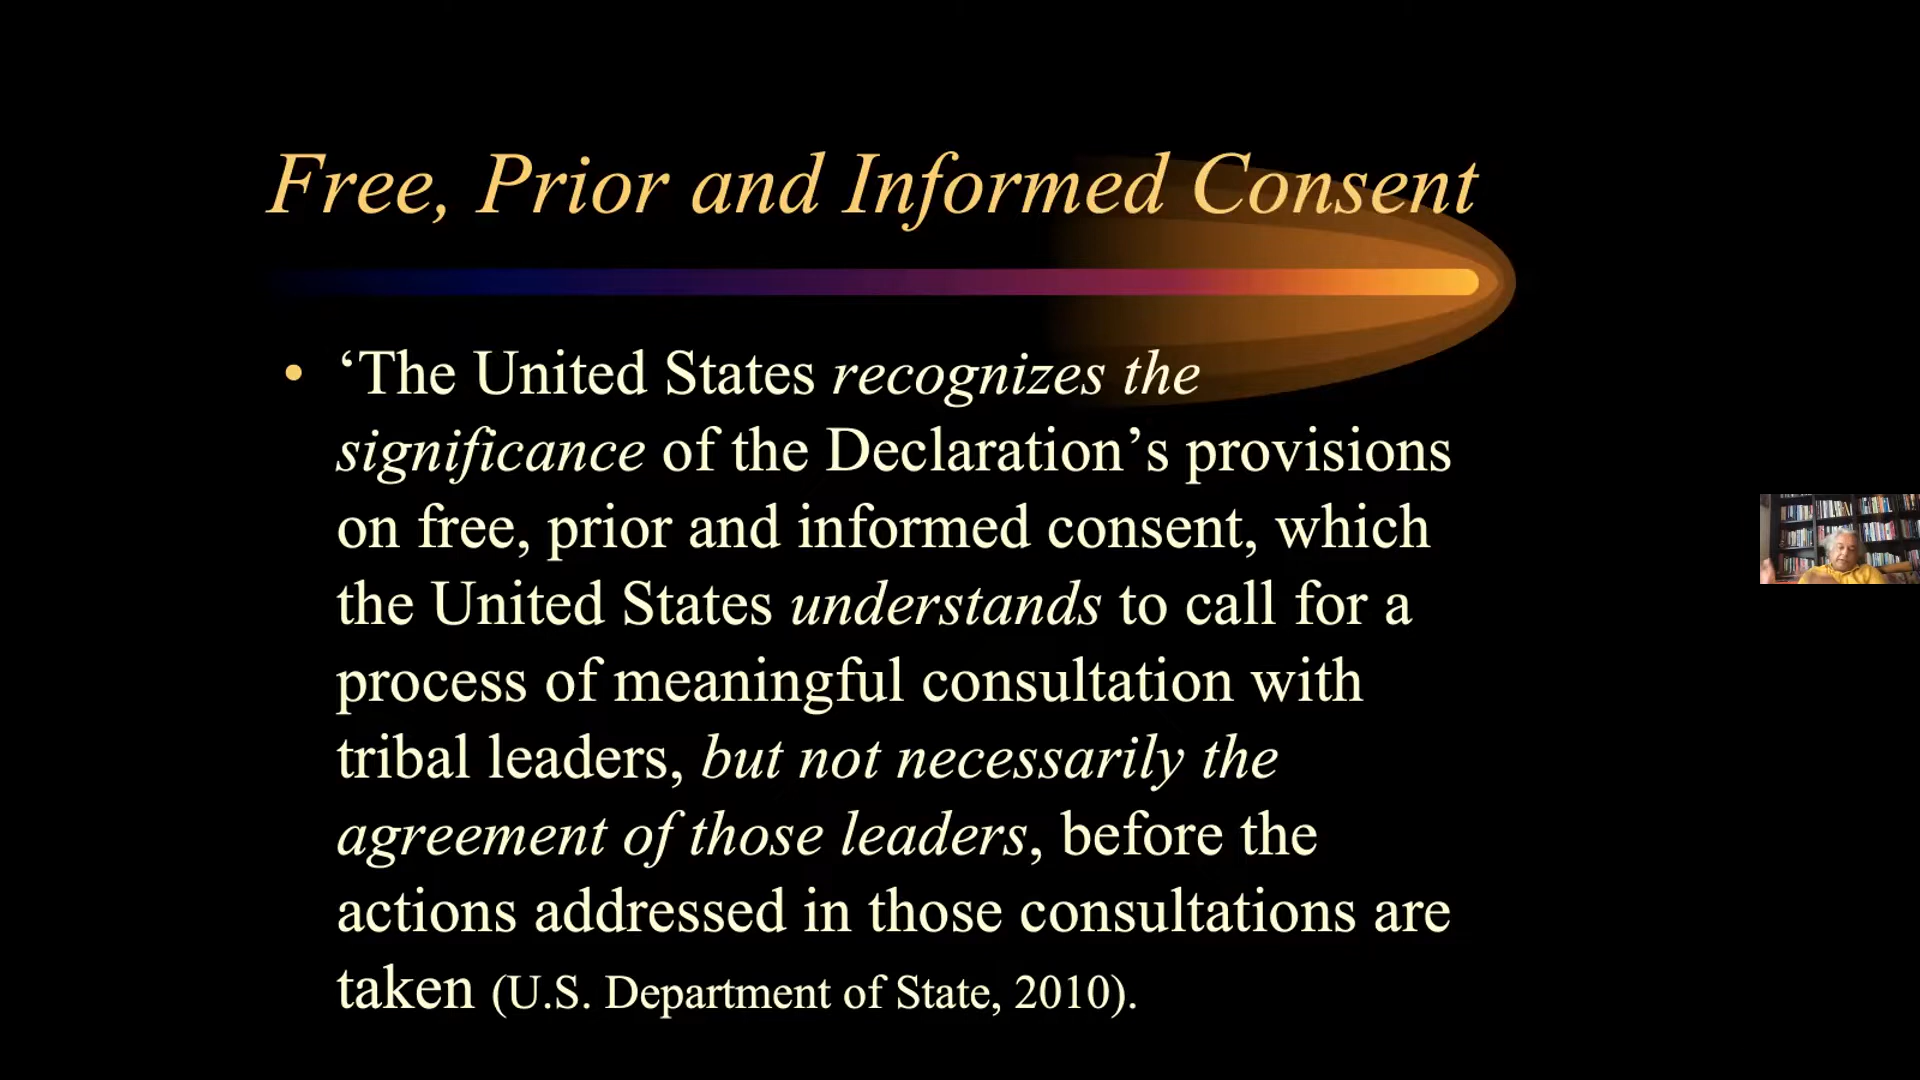 Free, Prior and Informed Consent
• ‘The United States recognizes the
significance of the Declaration’s provisions
on free, prior and informed consent, which
the United States understands to call for a
process of meaningful consultation with
tribal leaders, but not necessarily the
agreement of those leaders, before the
actions addressed in those consultations are
taken (U.S. Department of State, 2010).